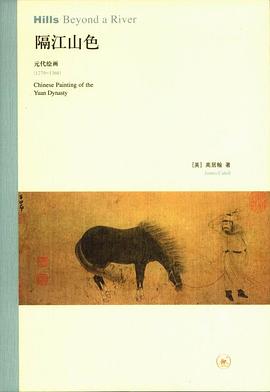 Hills Beyond a River
隔江山色
元代绘画
(1279–1368)
Chinese Painting of the
Yuan Dynasty
[美] 高居翰 著
James Cahill